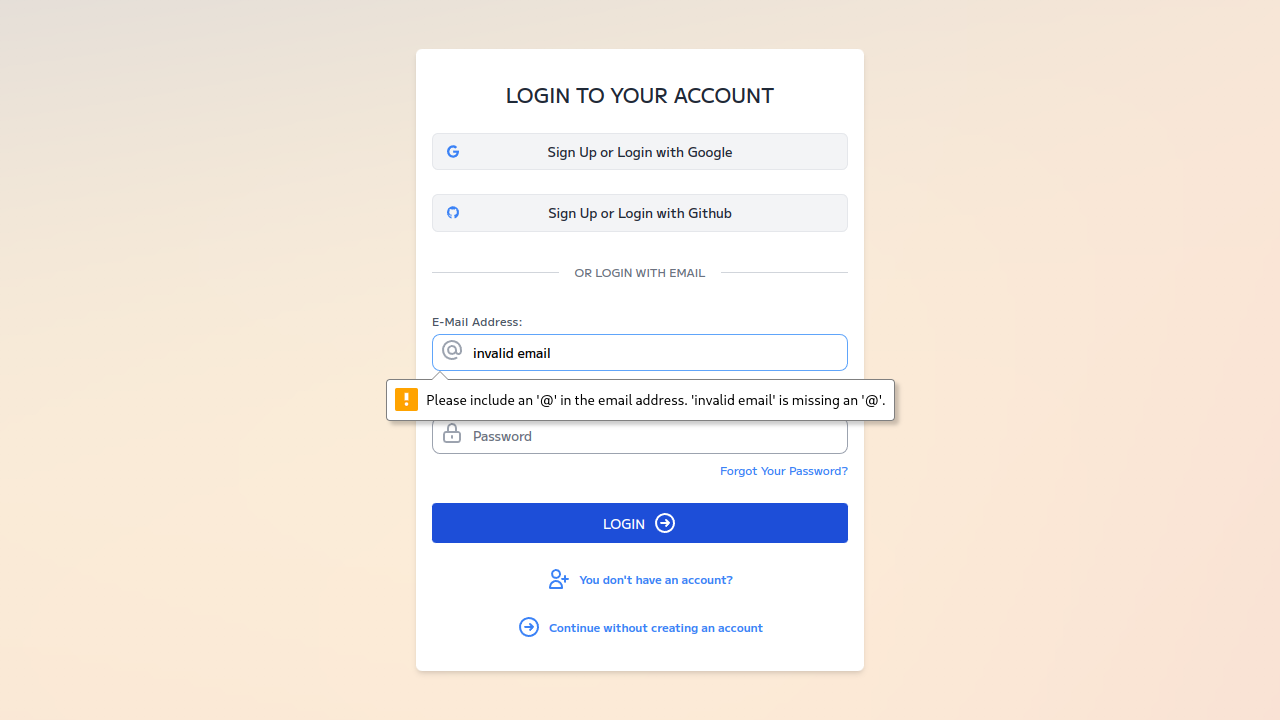 LOGIN TO YOUR ACCOUNT
Sign Up or Login with Google
Sign Up or Login with Github
OR LOGIN WITH EMAIL
E-Mail Address:
invalid email
Please include an '@' in the email address. 'invalid email' is missing an '@'.
Password
Forgot Your Password?
LOGIN
You don't have an account?
Continue without creating an account